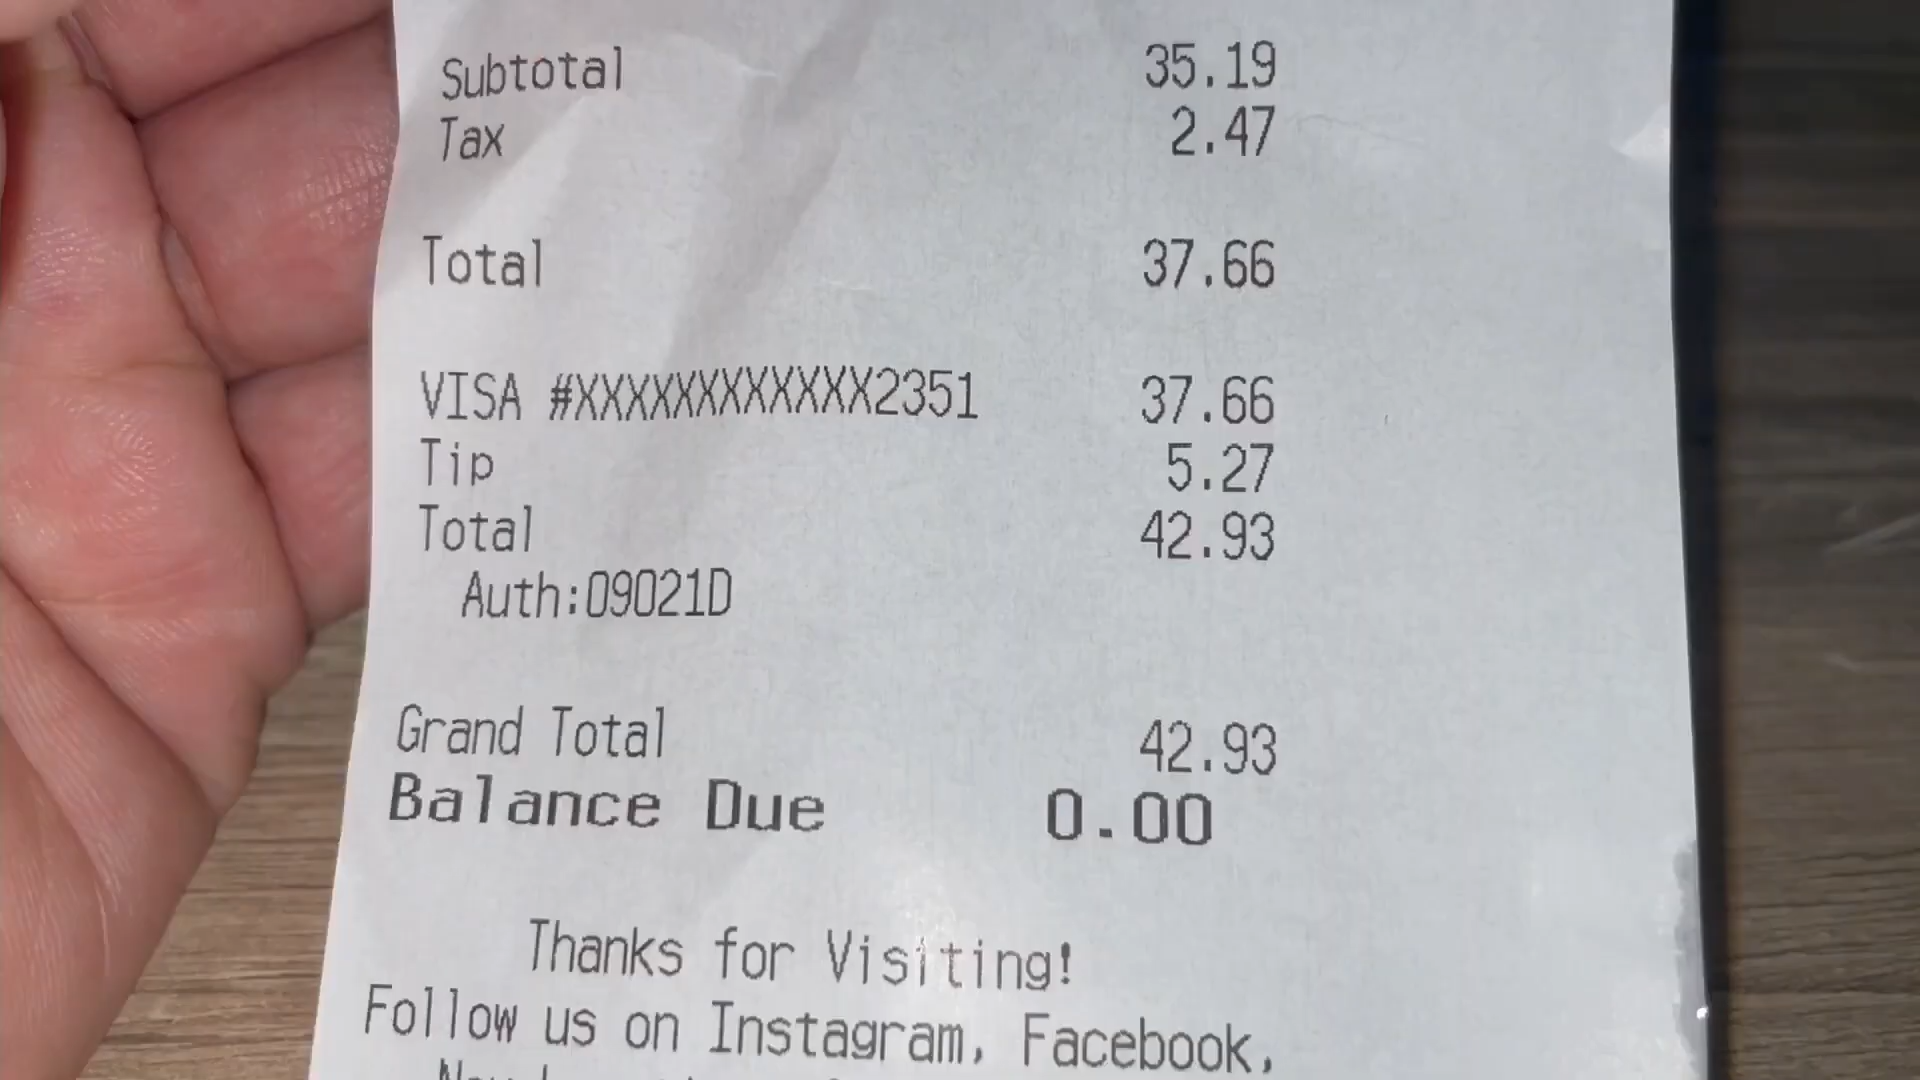 Subtotal 35.19
Tax 2.47
Total 37.66
VISA #XXXXXXXXXXXX2351 37.66
Tip 5.27
Total 42.93
Auth:09021D
Grand Total 42.93
Balance Due 0.00
Thanks for Visiting!
Follow us on Instagram, Facebook,